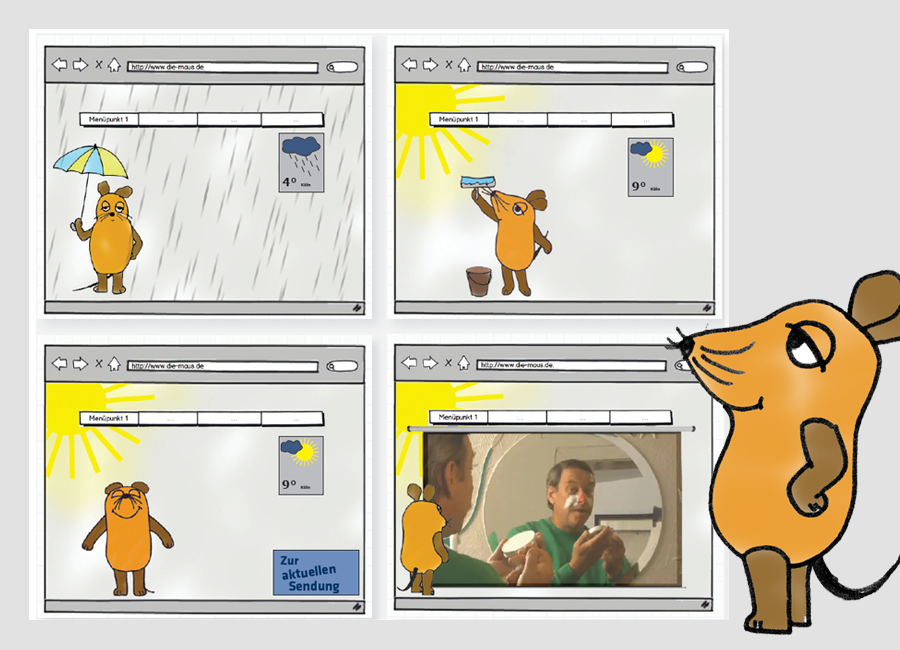 http://www.die-maus.de
Menüpunkt 1
...
...
...
4° Köln
http://www.die-maus.de
Menüpunkt 1
...
...
...
9° Köln
http://www.die-maus.de
Menüpunkt 1
...
...
...
9° Köln
Zur
aktuellen
Sendung
http://www.die-maus.de
Menüpunkt 1
...
...
...